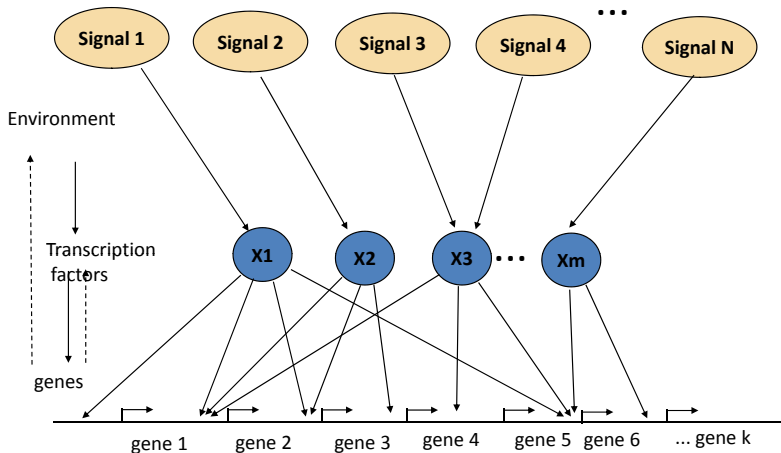 ...
Signal 1
Signal 2
Signal 3
Signal 4
Signal N
Environment
Transcription
factors
X1
X2
X3
...
Xm
genes
gene 1
gene 2
gene 3
gene 4
gene 5
gene 6
... gene k